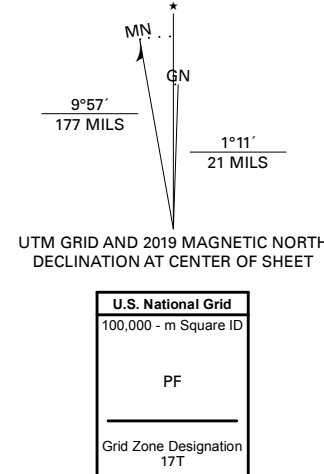 ★
MN
GN
9°57´
177 MILS
1°11´
21 MILS
UTM GRID AND 2019 MAGNETIC NORTH
DECLINATION AT CENTER OF SHEET
U.S. National Grid
100,000 - m Square ID
PF
Grid Zone Designation
17T